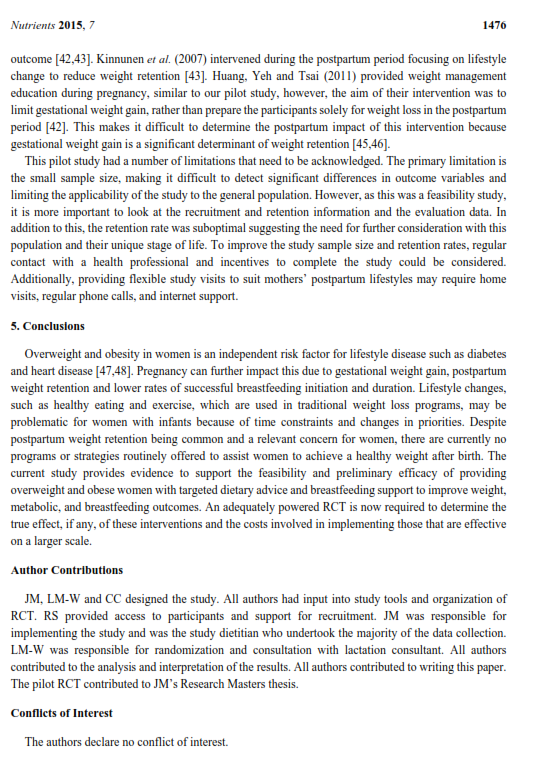 Nutrients 2015, 7 1476
outcome [42,43]. Kinnunen et al. (2007) intervened during the postpartum period focusing on lifestyle
change to reduce weight retention [43]. Huang, Yeh and Tsai (2011) provided weight management
education during pregnancy, similar to our pilot study, however, the aim of their intervention was to
limit gestational weight gain, rather than prepare the participants solely for weight loss in the postpartum
period [42]. This makes it difficult to determine the postpartum impact of this intervention because
gestational weight gain is a significant determinant of weight retention [45,46].
This pilot study had a number of limitations that need to be acknowledged. The primary limitation is
the small sample size, making it difficult to detect significant differences in outcome variables and
limiting the applicability of the study to the general population. However, as this was a feasibility study,
it is more important to look at the recruitment and retention information and the evaluation data. In
addition to this, the retention rate was suboptimal suggesting the need for further consideration with this
population and their unique stage of life. To improve the study sample size and retention rates, regular
contact with a health professional and incentives to complete the study could be considered.
Additionally, providing flexible study visits to suit mothers' postpartum lifestyles may require home
visits, regular phone calls, and internet support.
5. Conclusions
Overweight and obesity in women is an independent risk factor for lifestyle disease such as diabetes
and heart disease [47,48]. Pregnancy can further impact this due to gestational weight gain, postpartum
weight retention and lower rates of successful breastfeeding initiation and duration. Lifestyle changes,
such as healthy eating and exercise, which are used in traditional weight loss programs, may be
problematic for women with infants because of time constraints and changes in priorities. Despite
postpartum weight retention being common and a relevant concern for women, there are currently no
programs or strategies routinely offered to assist women to achieve a healthy weight after birth. The
current study provides evidence to support the feasibility and preliminary efficacy of providing
overweight and obese women with targeted dietary advice and breastfeeding support to improve weight,
metabolic, and breastfeeding outcomes. An adequately powered RCT is now required to determine the
true effect, if any, of these interventions and the costs involved in implementing those that are effective
on a larger scale.
Author Contributions
JM, LM-W and CC designed the study. All authors had input into study tools and organization of
RCT. RS provided access to participants and support for recruitment. JM was responsible for
implementing the study and was the study dietitian who undertook the majority of the data collection.
LM-W was responsible for randomization and consultation with lactation consultant. All authors
contributed to the analysis and interpretation of the results. All authors contributed to writing this paper.
The pilot RCT contributed to JM's Research Masters thesis.
Conflicts of Interest
The authors declare no conflict of interest.